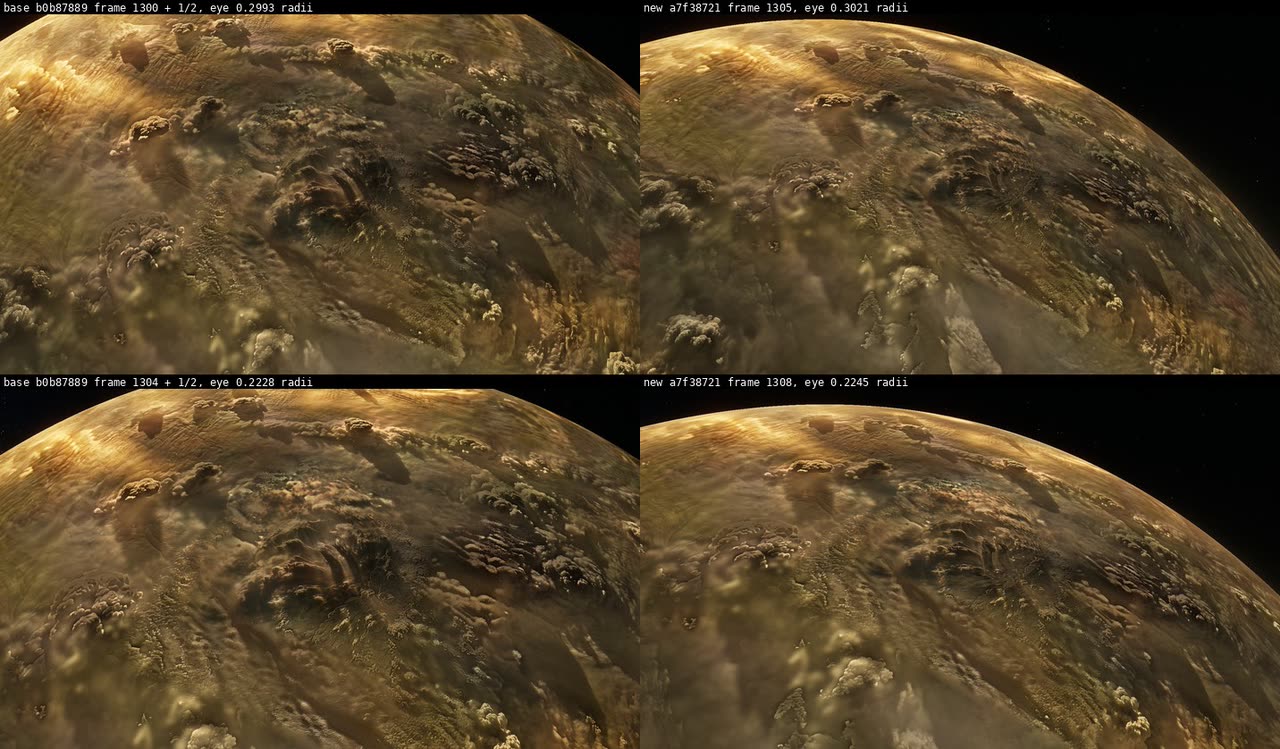 base b0b87889 frame 1300 + 1/2, eye 0.2993 radii
new a7f38721 frame 1305, eye 0.3021 radii
base b0b87889 frame 1304 + 1/2, eye 0.2228 radii
new a7f38721 frame 1308, eye 0.2245 radii